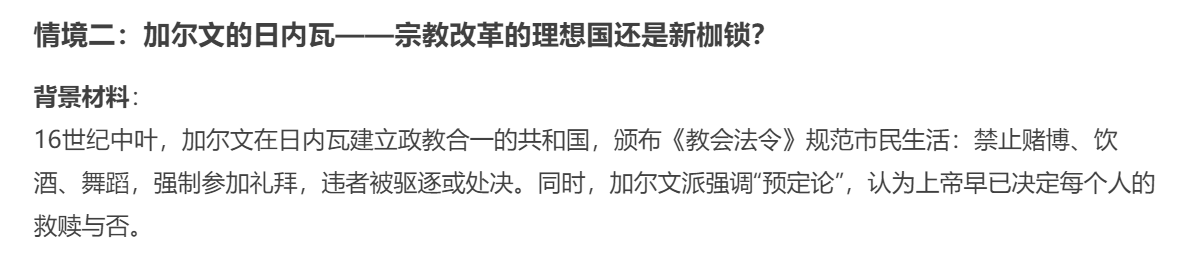 情境二：加尔文的日内瓦——宗教改革的理想国还是新枷锁？
背景材料：
16世纪中叶，加尔文在日内瓦建立政教合一的共和国，颁布《教会法令》规范市民生活：禁止赌博、饮
酒、舞蹈，强制参加礼拜，违者被驱逐或处决。同时，加尔文派强调“预定论”，认为上帝早已决定每个人的
救赎与否。